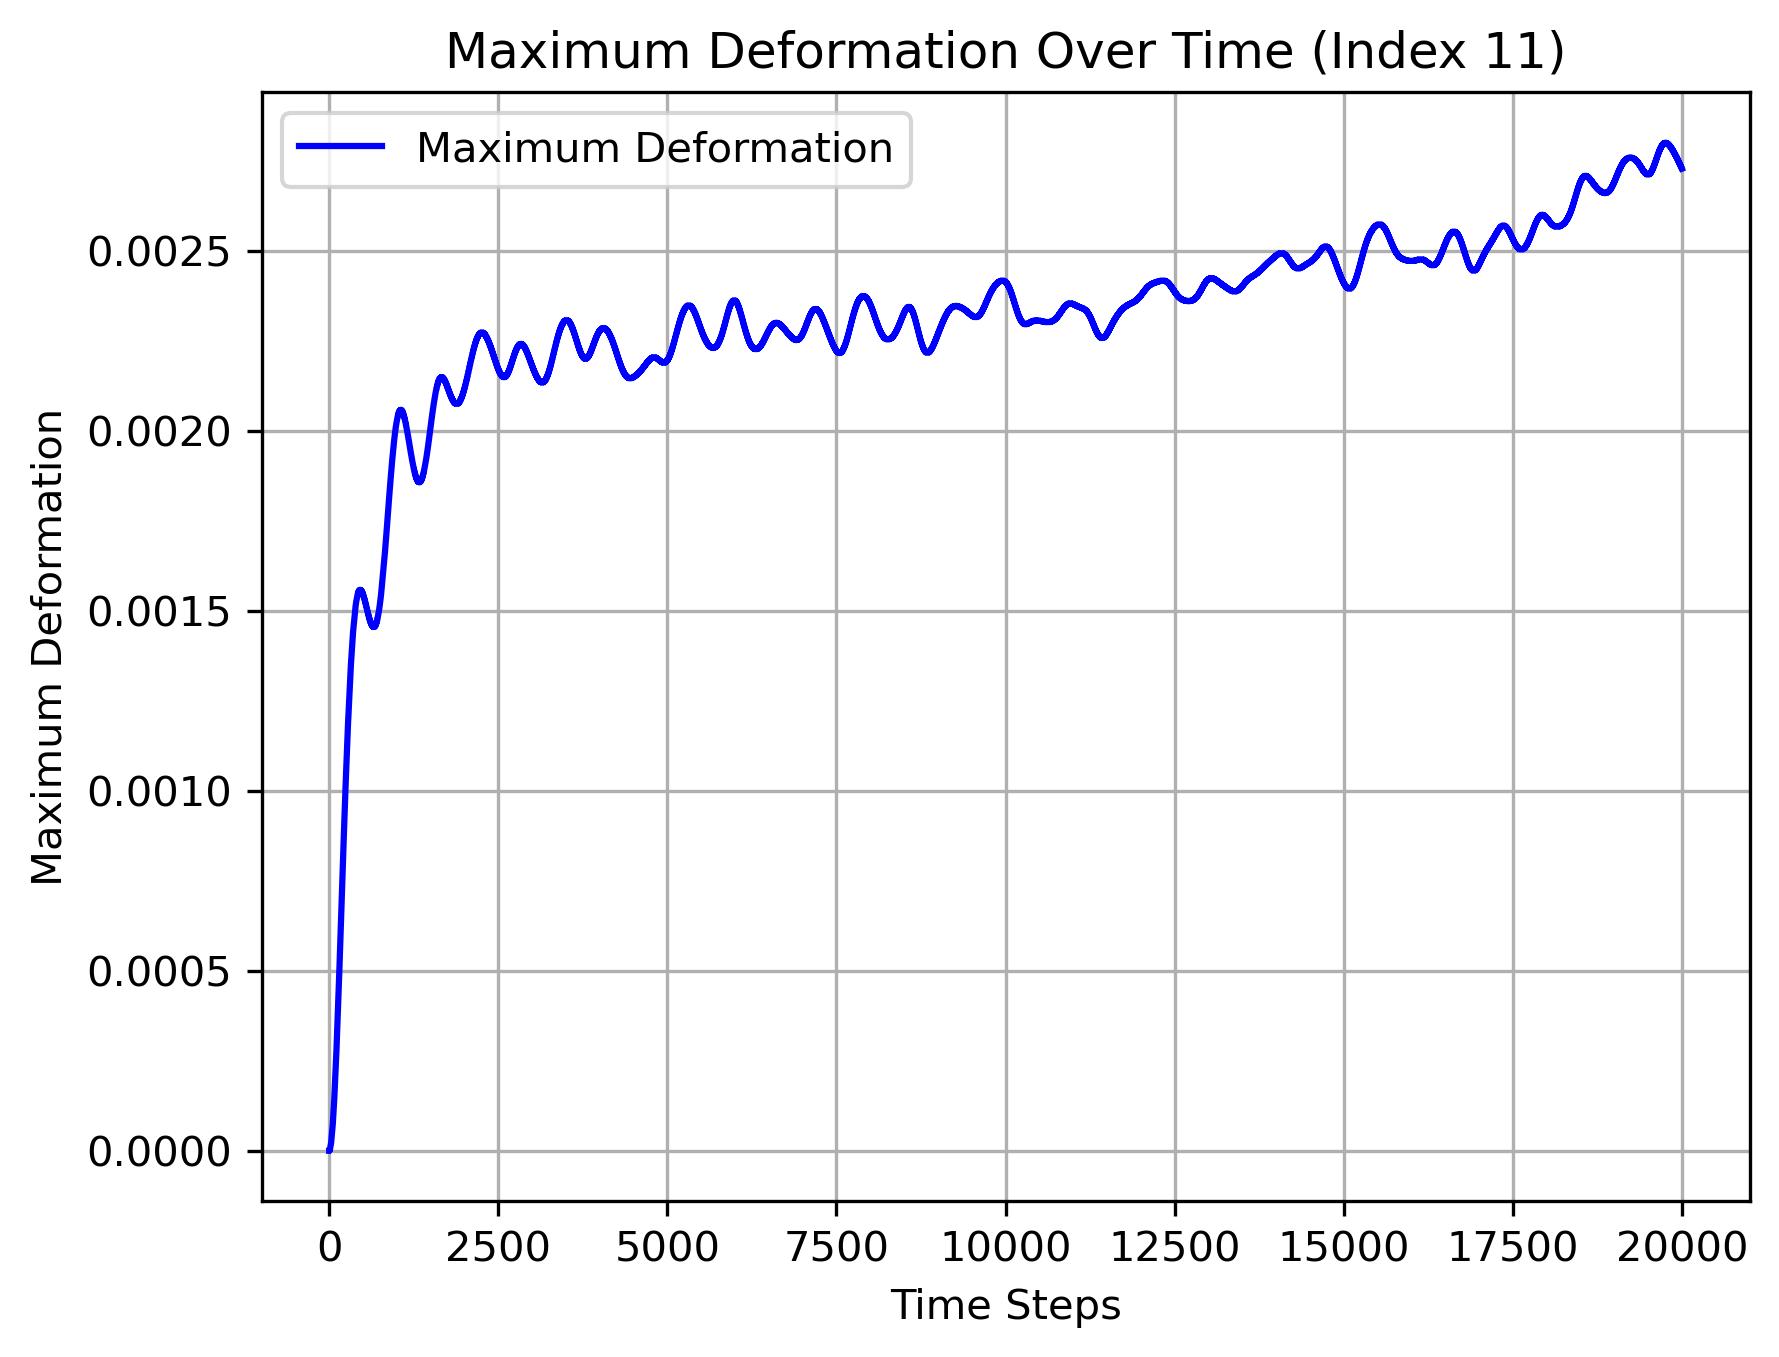 Maximum Deformation Over Time (Index 11)
Maximum Deformation
Maximum Deformation
0.0025
0.0020
0.0015
0.0010
0.0005
0.0000
0 2500 5000 7500 10000 12500 15000 17500 20000
Time Steps